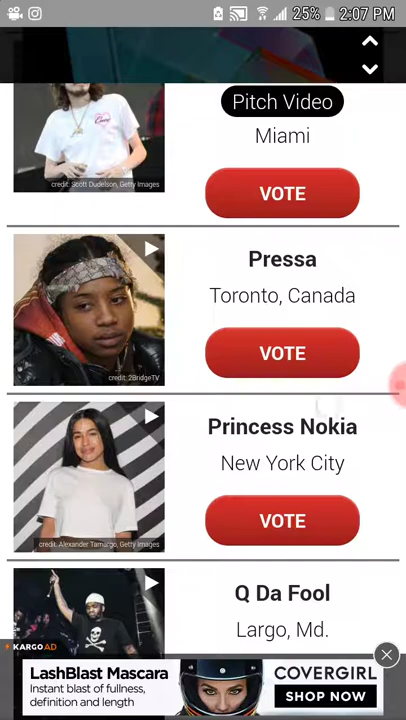 25% 2:07 PM
Pitch Video
Miami
credit: Scott Dudelson, Getty Images
VOTE
Pressa
Toronto, Canada
VOTE
credit: 2BridgeTV
Princess Nokia
New York City
VOTE
credit: Alexander Tamargo, Getty Images
Q Da Fool
Largo, Md.
KARGO AD
LashBlast Mascara
Instant blast of fullness,
definition and length
COVERGIRL
SHOP NOW